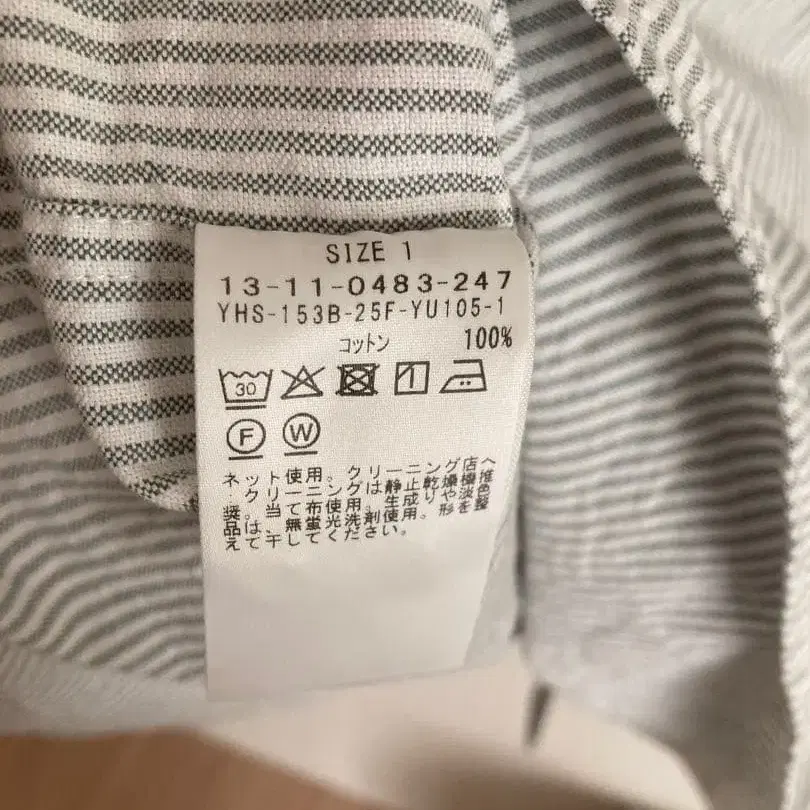 SIZE 1
13-11-0483-247
YHS-153B-25F-YU105-1
コットン 100%
30
F W
ネット使用。クリーニング店へ
・クリーニングは静止乾燥機推
奨。当て布使用。生成りや淡色
品は、無蛍光洗剤使用。形を整
えて干してください。